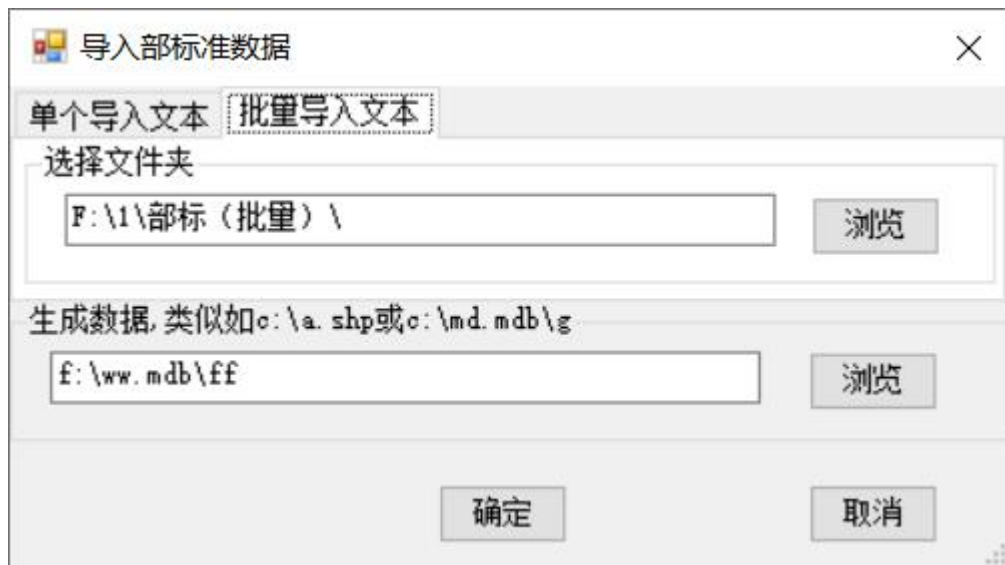 导入部标准数据
单个导入文本 批量导入文本
选择文件夹
F:\1\部标（批量）\ 浏览
生成数据,类似如c:\a.shp或c:\md.mdb\g
f:\ww.mdb\ff 浏览
确定 取消